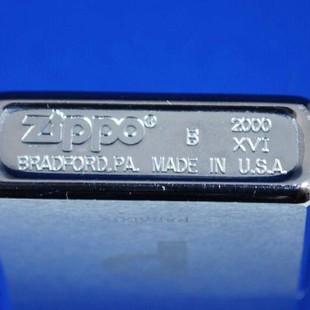 Zippo® B 2000
XVI
BRADFORD, PA. MADE IN U.S.A.